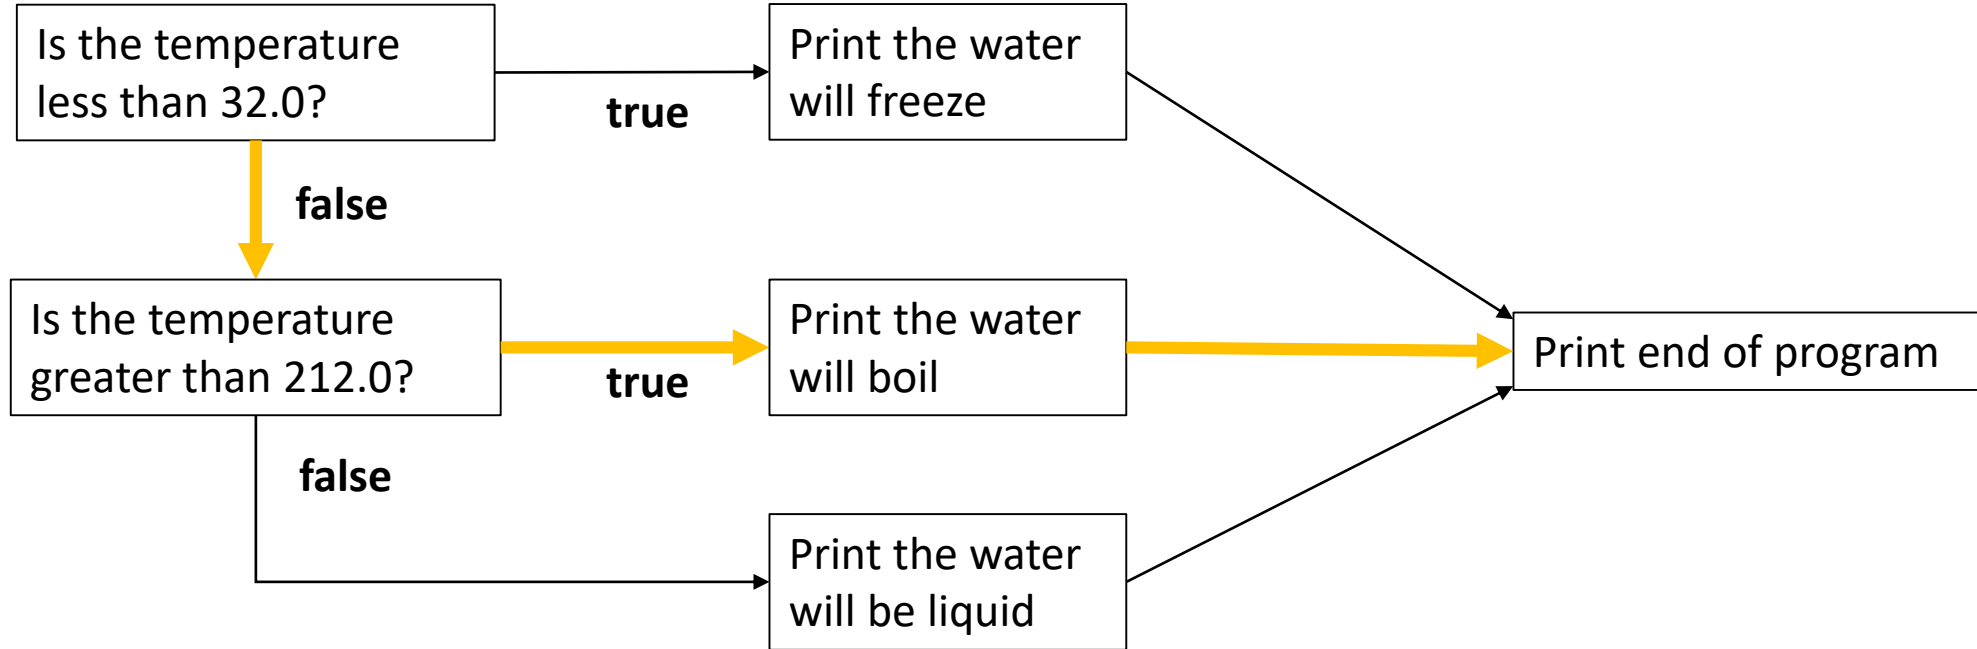 Is the temperature
less than 32.0?
true
Print the water
will freeze
false
Is the temperature
greater than 212.0?
true
Print the water
will boil
Print end of program
false
Print the water
will be liquid